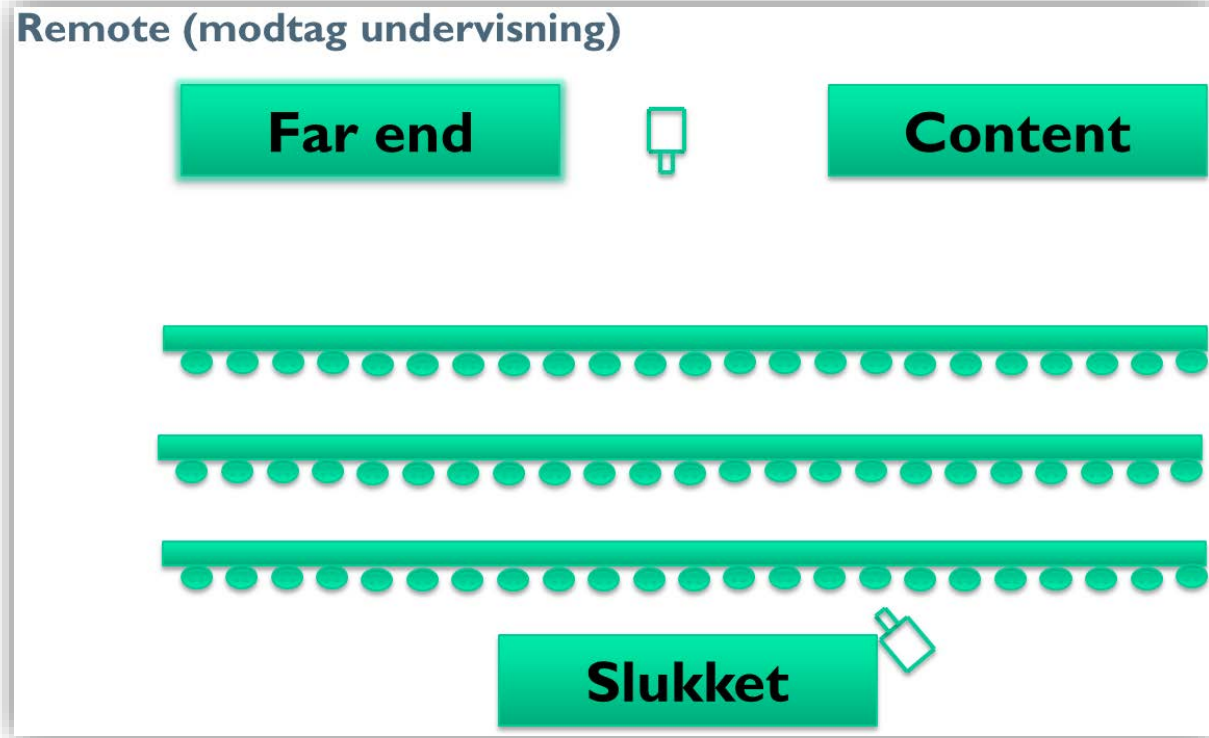 Remote (modtag undervisning)
Far end
Content
Slukket